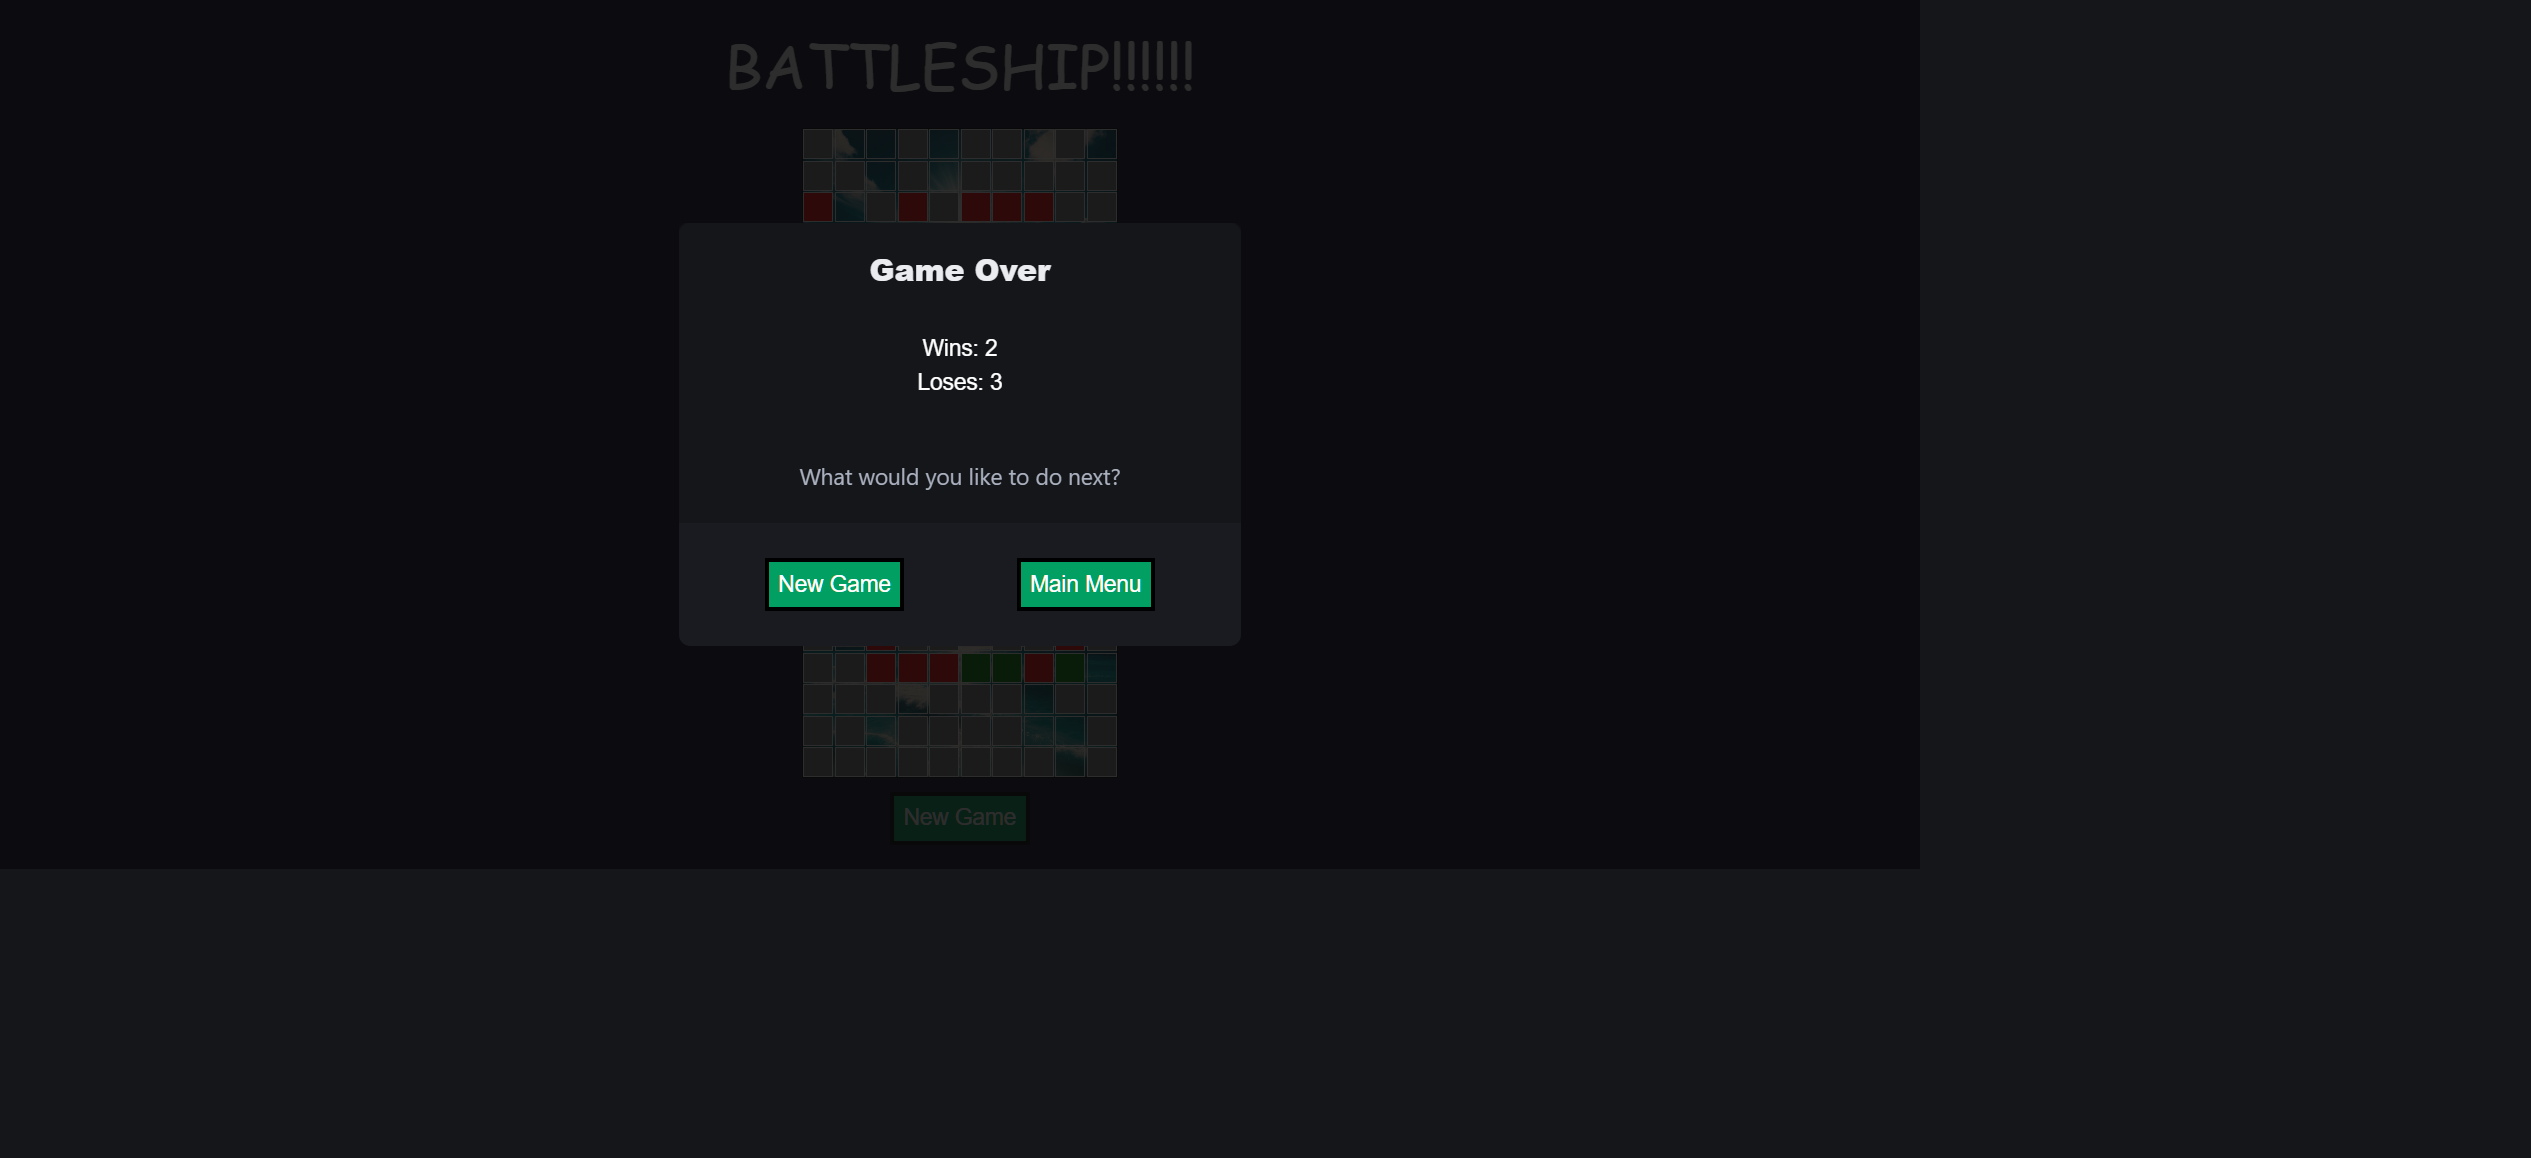 BATTLESHIP!!!!!!
Game Over
Wins: 2
Loses: 3
What would you like to do next?
New Game
Main Menu
New Game